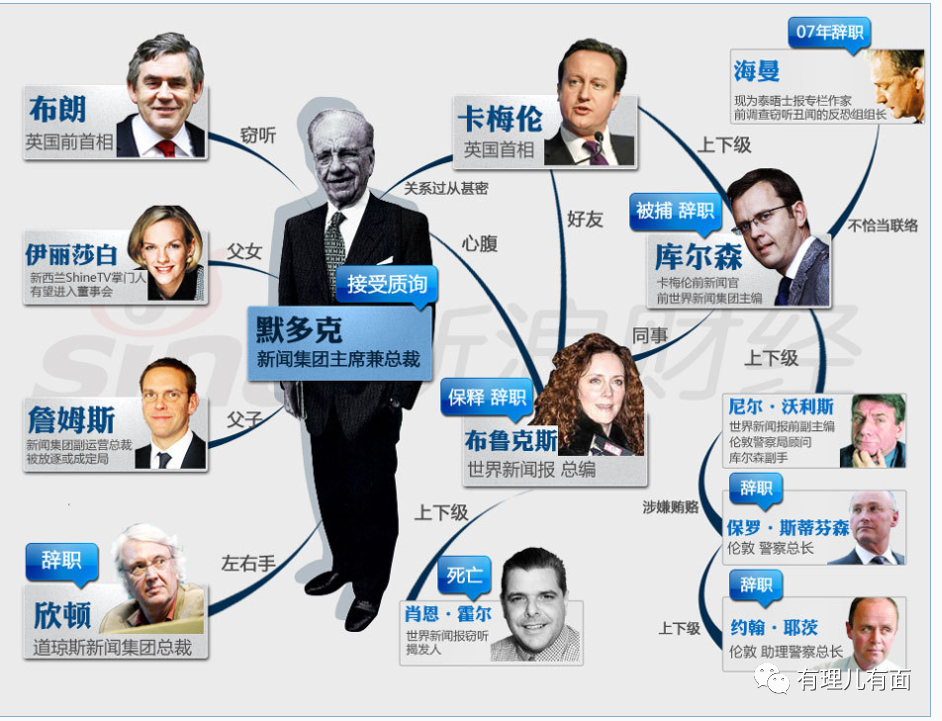 布朗
英国前首相
窃听
卡梅伦
英国首相
关系过从甚密
07年辞职
海曼
现为泰晤士报专栏作家
前调查窃听丑闻的反恐组组长
上下级
不恰当联络
被捕 辞职
库尔森
卡梅伦前新闻官
前世界新闻集团主编
好友
心腹
伊丽莎白
新西兰ShineTV掌门人
有望进入董事会
父女
接受质询
默多克
新闻集团主席兼总裁
同事
上下级
sina新浪财经
保释 辞职
布鲁克斯
世界新闻报 总编
詹姆斯
新闻集团副运营总裁
被放逐或成定局
父子
尼尔·沃利斯
世界新闻报前副主编
伦敦警察局顾问
库尔森副手
涉嫌贿赂
辞职
保罗·斯蒂芬森
伦敦 警察总长
上下级
辞职
欣顿
道琼斯新闻集团总裁
左右手
死亡
肖恩·霍尔
世界新闻报窃听
揭发人
上下级
辞职
约翰·耶茨
伦敦 助理警察总长
有理儿有面